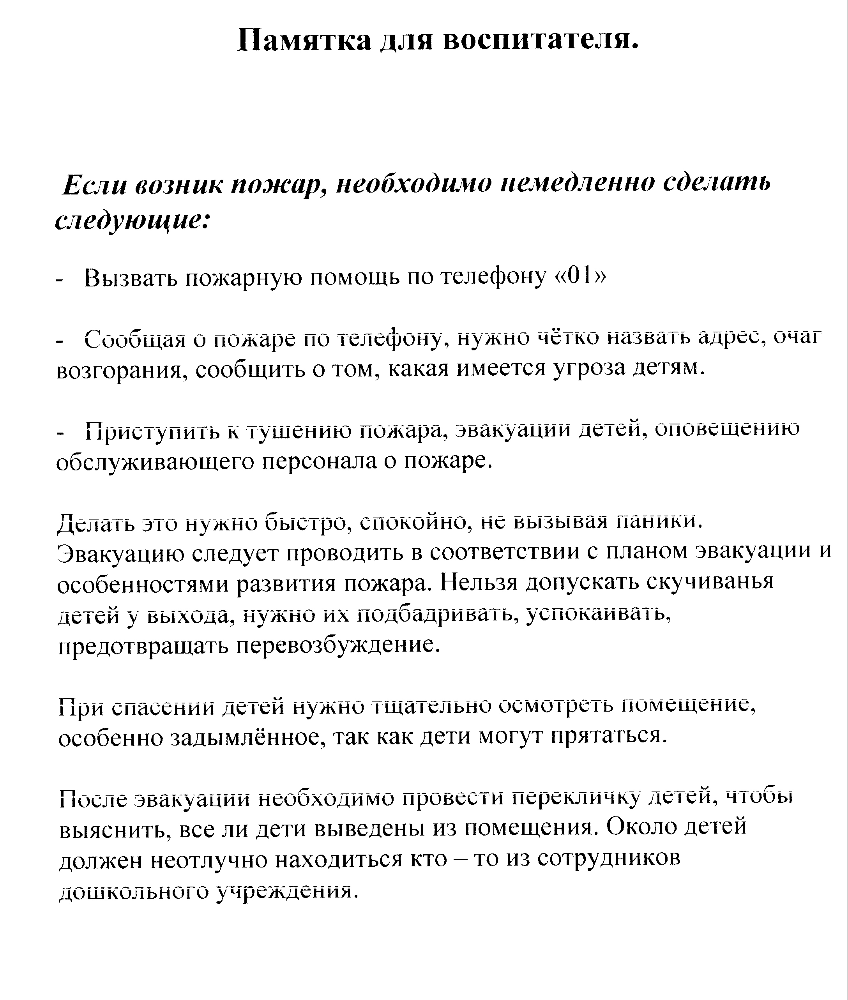 Памятка для воспитателя.
Если возник пожар, необходимо немедленно сделать
следующие:
- Вызвать пожарную помощь по телефону «01»
- Сообщая о пожаре по телефону, нужно чётко назвать адрес, очаг
возгорания, сообщить о том, какая имеется угроза детям.
- Приступить к тушению пожара, эвакуации детей, оповещению
обслуживающего персонала о пожаре.
Делать это нужно быстро, спокойно, не вызывая паники.
Эвакуацию следует проводить в соответствии с планом эвакуации и
особенностями развития пожара. Нельзя допускать скучиванья
детей у выхода, нужно их подбадривать, успокаивать,
предотвращать перевозбуждение.
При спасении детей нужно тщательно осмотреть помещение,
особенно задымлённое, так как дети могут прятаться.
После эвакуации необходимо провести перекличку детей, чтобы
выяснить, все ли дети выведены из помещения. Около детей
должен неотлучно находиться кто – то из сотрудников
дошкольного учреждения.